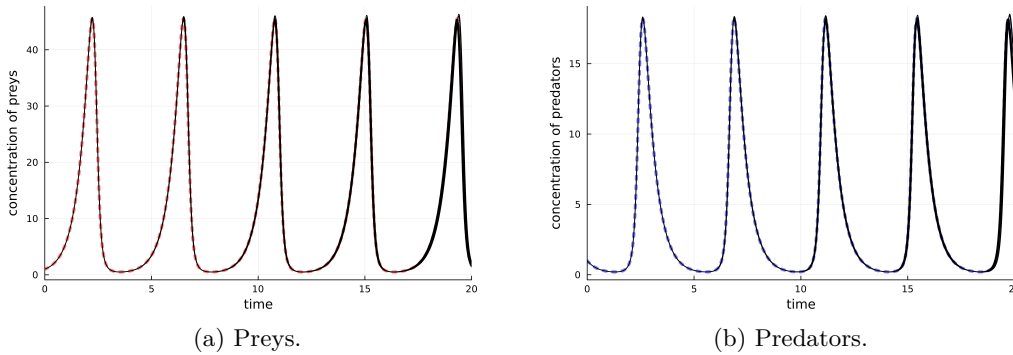 concentration of preys
40
30
20
10
0
0 5 10 15 20
time
(a) Preys.
concentration of predators
15
10
5
0
0 5 10 15 20
time
(b) Predators.